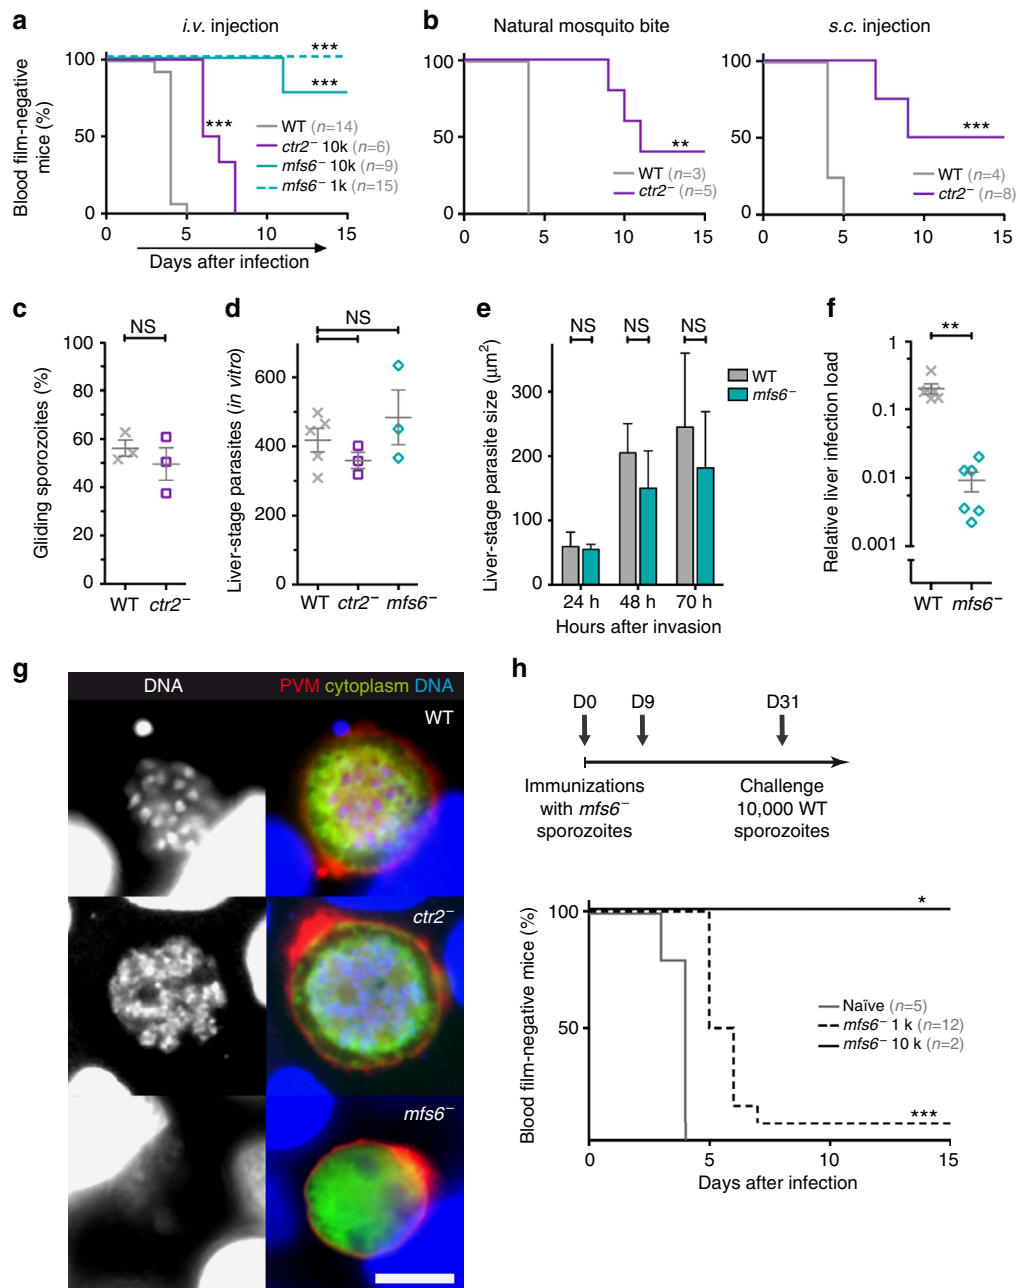 a
i.v. injection
Blood film-negative
mice (%)
100
50
0
***
***
***
WT (n=14)
ctr2⁻ 10k (n=6)
mfs6⁻ 10k (n=9)
mfs6⁻ 1k (n=15)
0 5 10 15
Days after infection
b
Natural mosquito bite
100
50
0
**
WT (n=3)
ctr2⁻ (n=5)
0 5 10 15
s.c. injection
100
50
0
***
WT (n=4)
ctr2⁻ (n=8)
0 5 10 15
c
NS
Gliding sporozoites (%)
100
80
60
40
20
0
WT ctr2⁻
d
NS
Liver-stage parasites (in vitro)
600
400
200
0
WT ctr2⁻ mfs6⁻
e
NS NS NS
Liver-stage parasite size (µm²)
300
200
100
0
WT
mfs6⁻
24 h 48 h 70 h
Hours after invasion
f
**
Relative liver infection load
1
0.1
0.01
0.001
WT mfs6⁻
g
DNA
PVM cytoplasm DNA
WT
ctr2⁻
mfs6⁻
h
D0 D9 D31
Immunizations
with mfs6⁻
sporozoites
Challenge
10,000 WT
sporozoites
Blood film-negative mice (%)
100
50
*
Naïve (n=5)
mfs6⁻ 1 k (n=12)
mfs6⁻ 10 k (n=2)
***
0 5 10 15
Days after infection